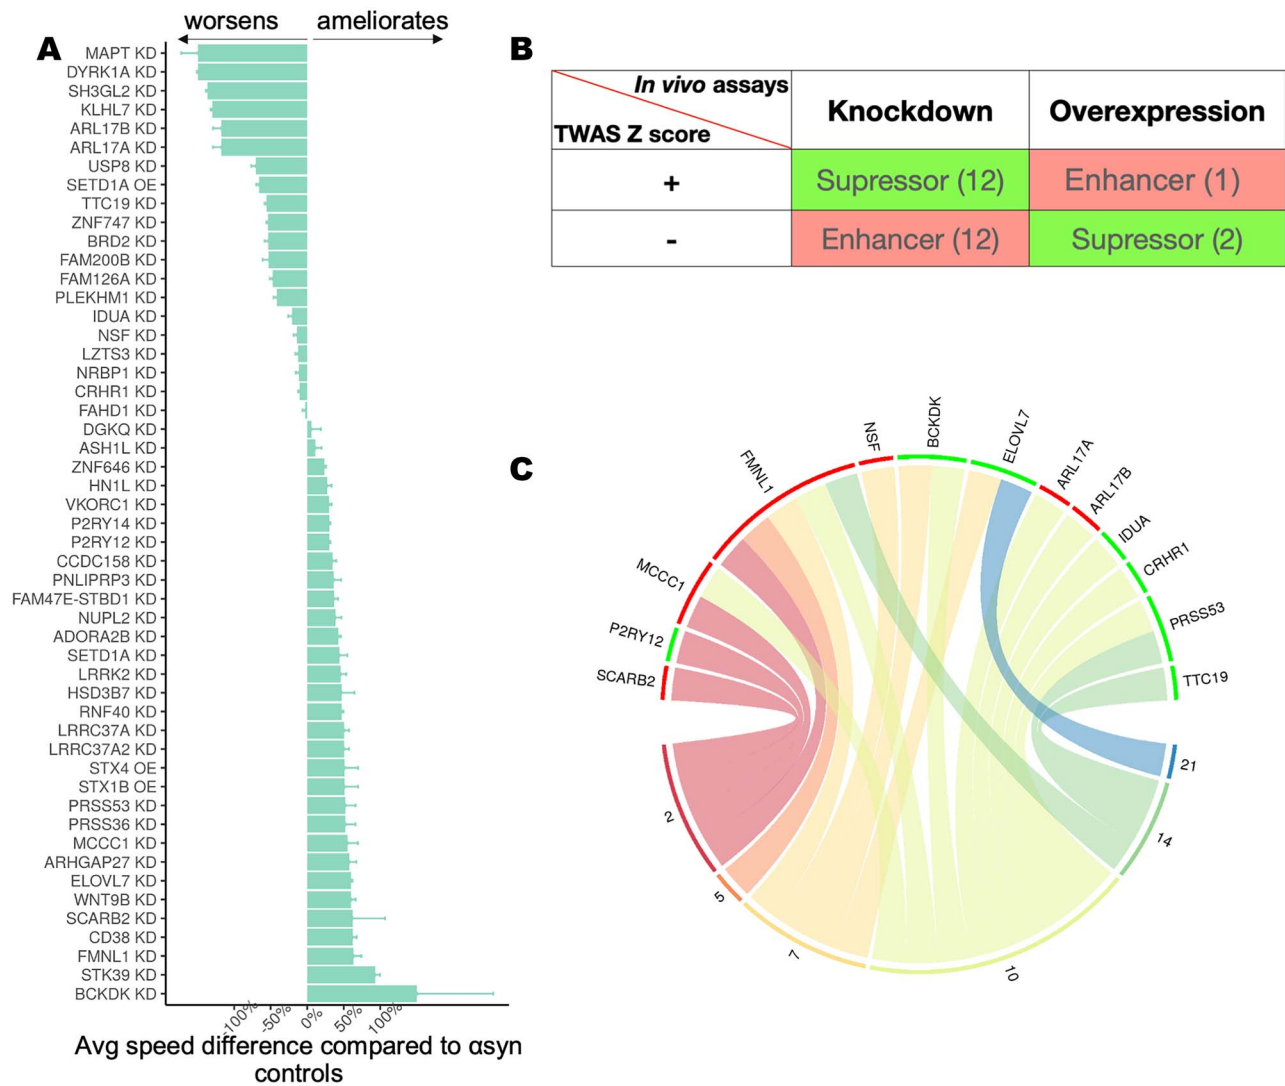 A
worsens
ameliorates
MAPT KD
DYRK1A KD
SH3GL2 KD
KLHL7 KD
ARL17B KD
ARL17A KD
USP8 KD
SETD1A OE
TTC19 KD
ZNF747 KD
BRD2 KD
FAM200B KD
FAM126A KD
PLEKHM1 KD
IDUA KD
NSF KD
LZTS3 KD
NRBP1 KD
CRHR1 KD
FAHD1 KD
DGKQ KD
ASH1L KD
ZNF646 KD
HN1L KD
VKORC1 KD
P2RY14 KD
P2RY12 KD
CCDC158 KD
PNLIPRP3 KD
FAM47E-STBD1 KD
NUPL2 KD
ADORA2B KD
SETD1A KD
LRRK2 KD
HSD3B7 KD
RNF40 KD
LRRC37A KD
LRRC37A2 KD
STX4 OE
STX1B OE
PRSS53 KD
PRSS36 KD
MCCC1 KD
ARHGAP27 KD
ELOVL7 KD
WNT9B KD
SCARB2 KD
CD38 KD
FMNL1 KD
STK39 KD
BCKDK KD
-100% -50% 0% 50% 100%
Avg speed difference compared to αsyn
controls
B
In vivo assays
TWAS Z score
Knockdown
Overexpression
+
Supressor (12)
Enhancer (1)
-
Enhancer (12)
Supressor (2)
C
SCARB2
P2RY12
MCCC1
FMNL1
NSF
BCKDK
ELOVL7
ARL17A
ARL17B
IDUA
CRHR1
PRSS53
TTC19
21
14
10
7
5
2